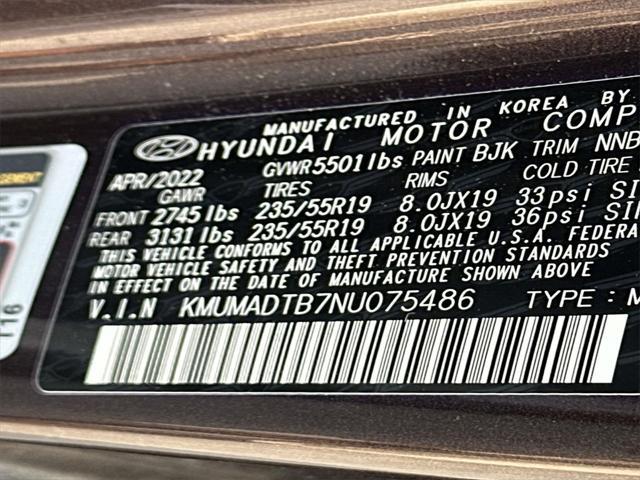 MANUFACTURED IN KOREA BY
HYUNDAI MOTOR COMP
APR/2022 GVWR 5501lbs PAINT BJK TRIM NNB
GAWR TIRES RIMS COLD TIRE
FRONT 2745 lbs 235/55R19 8.0JX19 33psi
REAR 3131 lbs 235/55R19 8.0JX19 36psi
THIS VEHICLE CONFORMS TO ALL APPLICABLE U.S.A. FEDERA
MOTOR VEHICLE SAFETY AND THEFT PREVENTION STANDARDS
IN EFFECT ON THE DATE OF MANUFACTURE SHOWN ABOVE
V.I.N KMUMADTB7NU075486 TYPE : M
T16